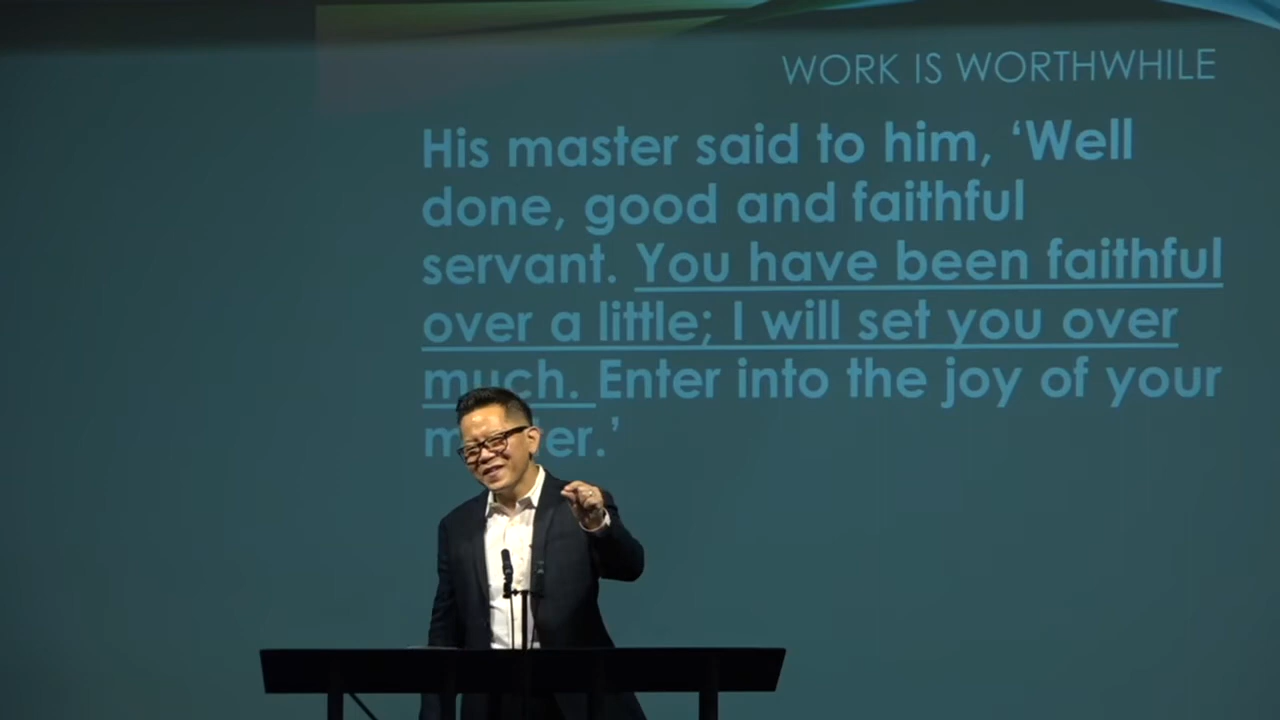 WORK IS WORTHWHILE
His master said to him, ‘Well
done, good and faithful
servant. You have been faithful
over a little; I will set you over
much. Enter into the joy of your